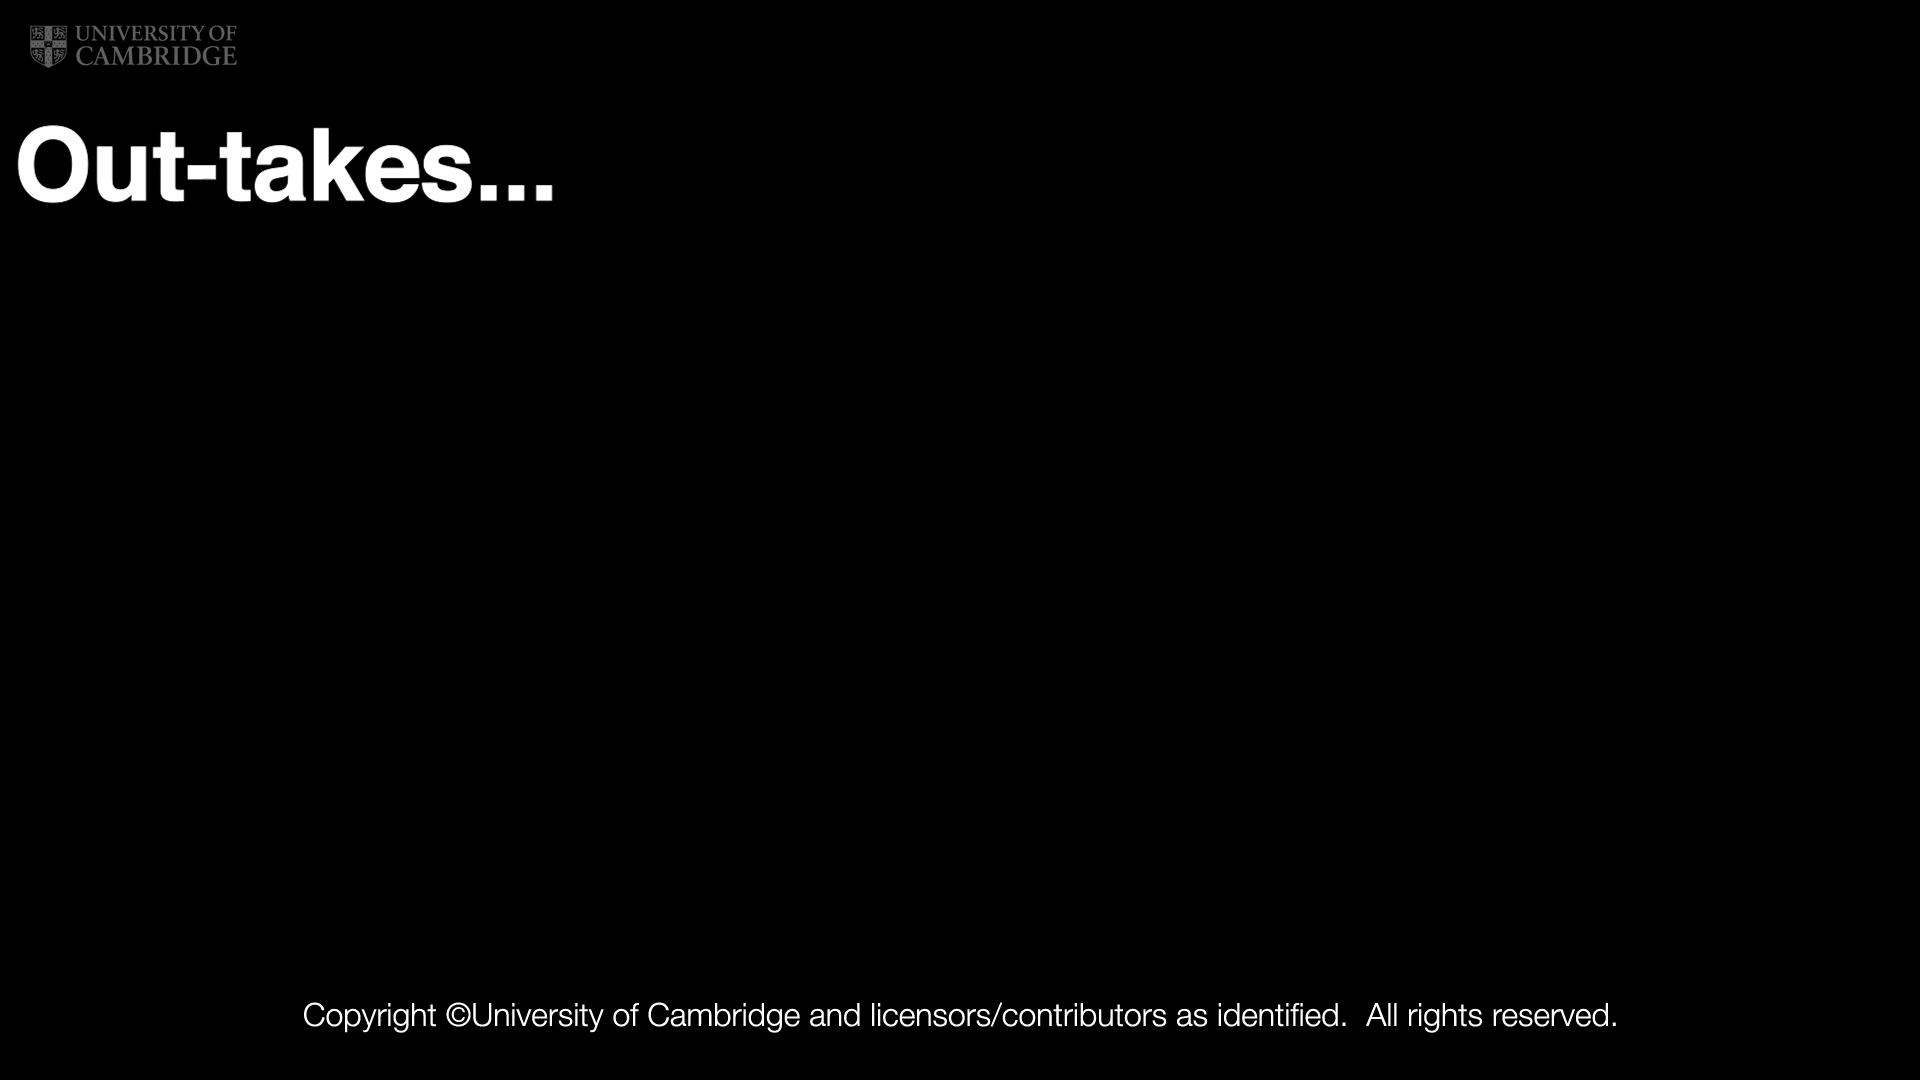 UNIVERSITY OF
CAMBRIDGE
Out-takes...
Copyright ©University of Cambridge and licensors/contributors as identified.  All rights reserved.